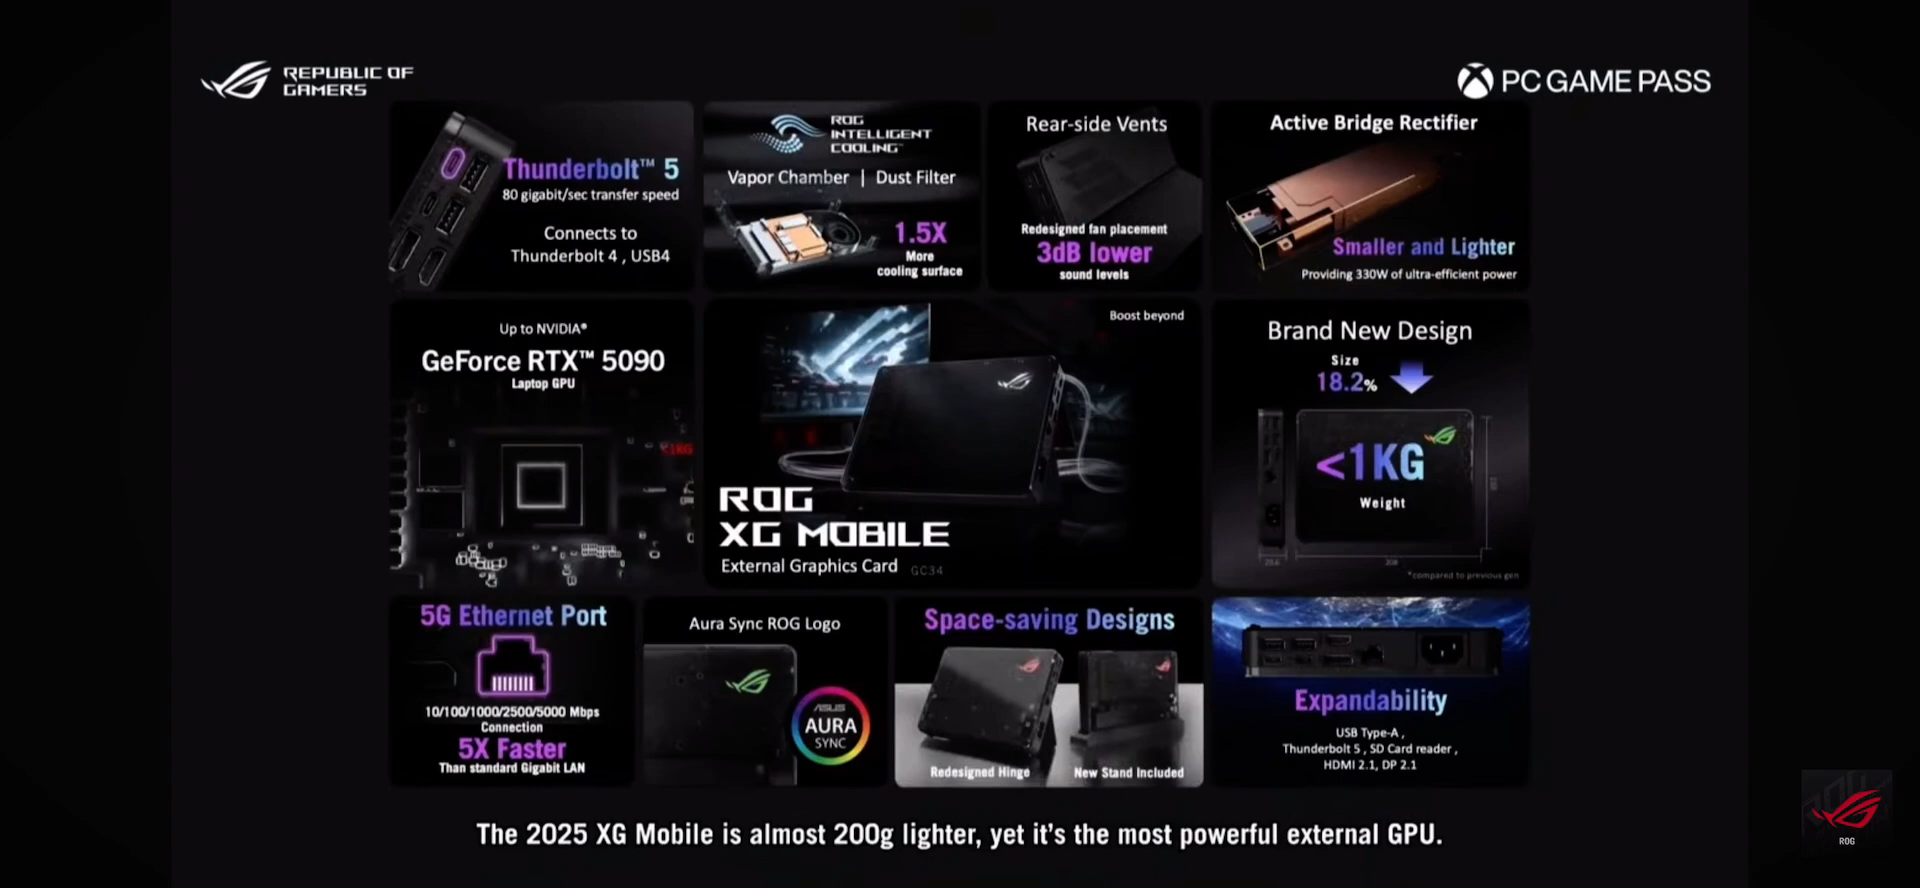 REPUBLIC OF
GAMERS
PC GAME PASS
Thunderbolt™ 5
80 gigabit/sec transfer speed
Connects to
Thunderbolt 4 , USB4
ROG
INTELLIGENT
COOLING™
Vapor Chamber | Dust Filter
1.5X
More
cooling surface
Rear-side Vents
Redesigned fan placement
3dB lower
sound levels
Active Bridge Rectifier
Smaller and Lighter
Providing 330W of ultra-efficient power
Up to NVIDIA®
GeForce RTX™ 5090
Laptop GPU
Boost beyond
ROG
XG MOBILE
External Graphics Card GC34
Brand New Design
Size
18.2%
<1KG
Weight
*compared to previous gen
5G Ethernet Port
10/100/1000/2500/5000 Mbps
Connection
5X Faster
Than standard Gigabit LAN
Aura Sync ROG Logo
ASUS
AURA
SYNC
Space-saving Designs
Redesigned Hinge
New Stand Included
Expandability
USB Type-A ,
Thunderbolt 5 , SD Card reader ,
HDMI 2.1, DP 2.1
The 2025 XG Mobile is almost 200g lighter, yet it's the most powerful external GPU.
ROG